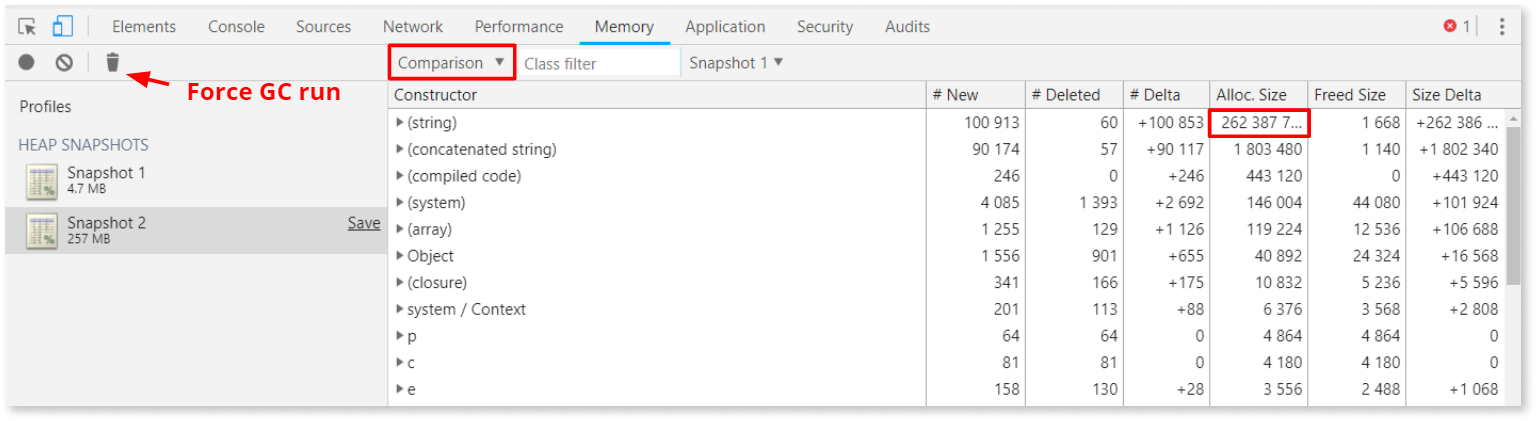 Elements Console Sources Network Performance Memory Application Security Audits 1
Comparison ▼ Class filter Snapshot 1 ▼
Force GC run
Profiles
HEAP SNAPSHOTS
Snapshot 1
4.7 MB
Snapshot 2 Save
257 MB
Constructor # New # Deleted # Delta Alloc. Size Freed Size Size Delta
(string) 100 913 60 +100 853 262 387 7... 1 668 +262 386 ...
(concatenated string) 90 174 57 +90 117 1 803 480 1 140 +1 802 340
(compiled code) 246 0 +246 443 120 0 +443 120
(system) 4 085 1 393 +2 692 146 004 44 080 +101 924
(array) 1 255 129 +1 126 119 224 12 536 +106 688
Object 1 556 901 +655 40 892 24 324 +16 568
(closure) 341 166 +175 10 832 5 236 +5 596
system / Context 201 113 +88 6 376 3 568 +2 808
p 64 64 0 4 864 4 864 0
c 81 81 0 4 180 4 180 0
e 158 130 +28 3 556 2 488 +1 068